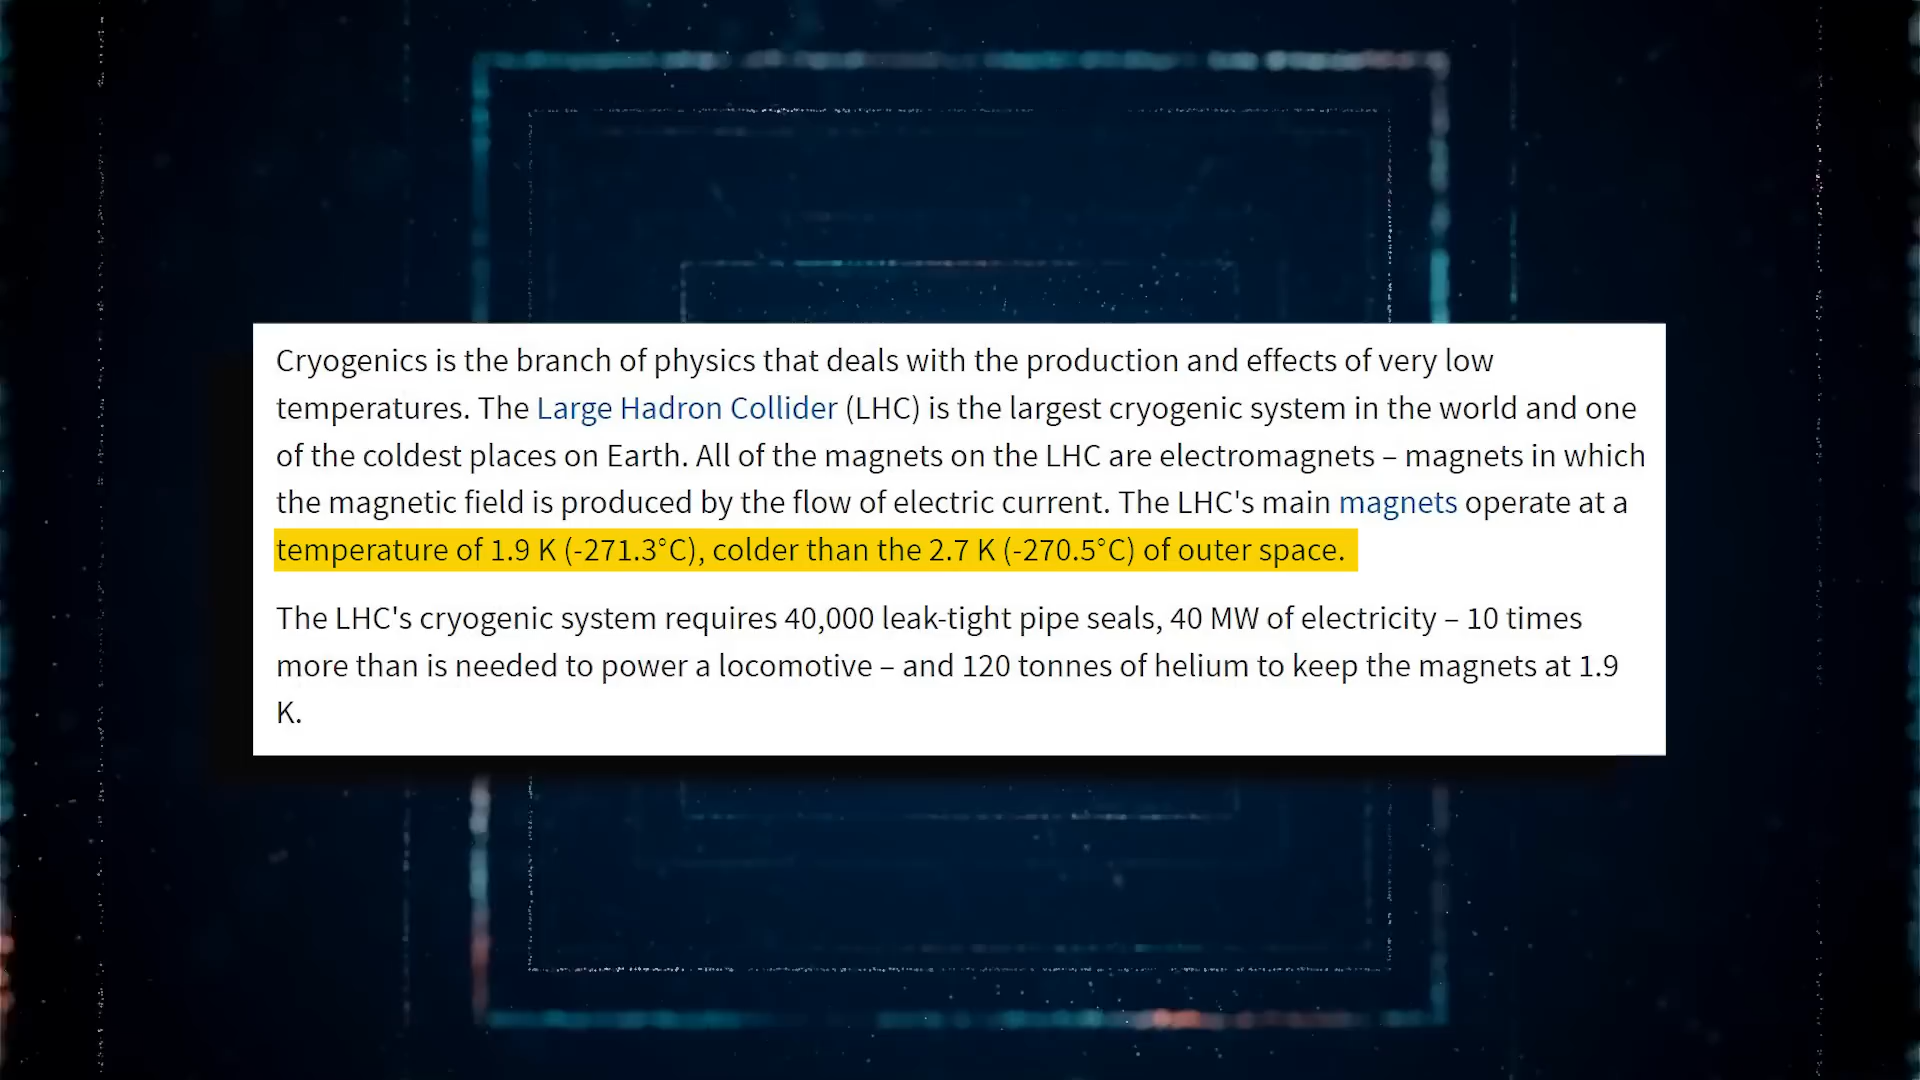 Cryogenics is the branch of physics that deals with the production and effects of very low
temperatures. The Large Hadron Collider (LHC) is the largest cryogenic system in the world and one
of the coldest places on Earth. All of the magnets on the LHC are electromagnets – magnets in which
the magnetic field is produced by the flow of electric current. The LHC's main magnets operate at a
temperature of 1.9 K (-271.3°C), colder than the 2.7 K (-270.5°C) of outer space.
The LHC's cryogenic system requires 40,000 leak-tight pipe seals, 40 MW of electricity – 10 times
more than is needed to power a locomotive – and 120 tonnes of helium to keep the magnets at 1.9
K.